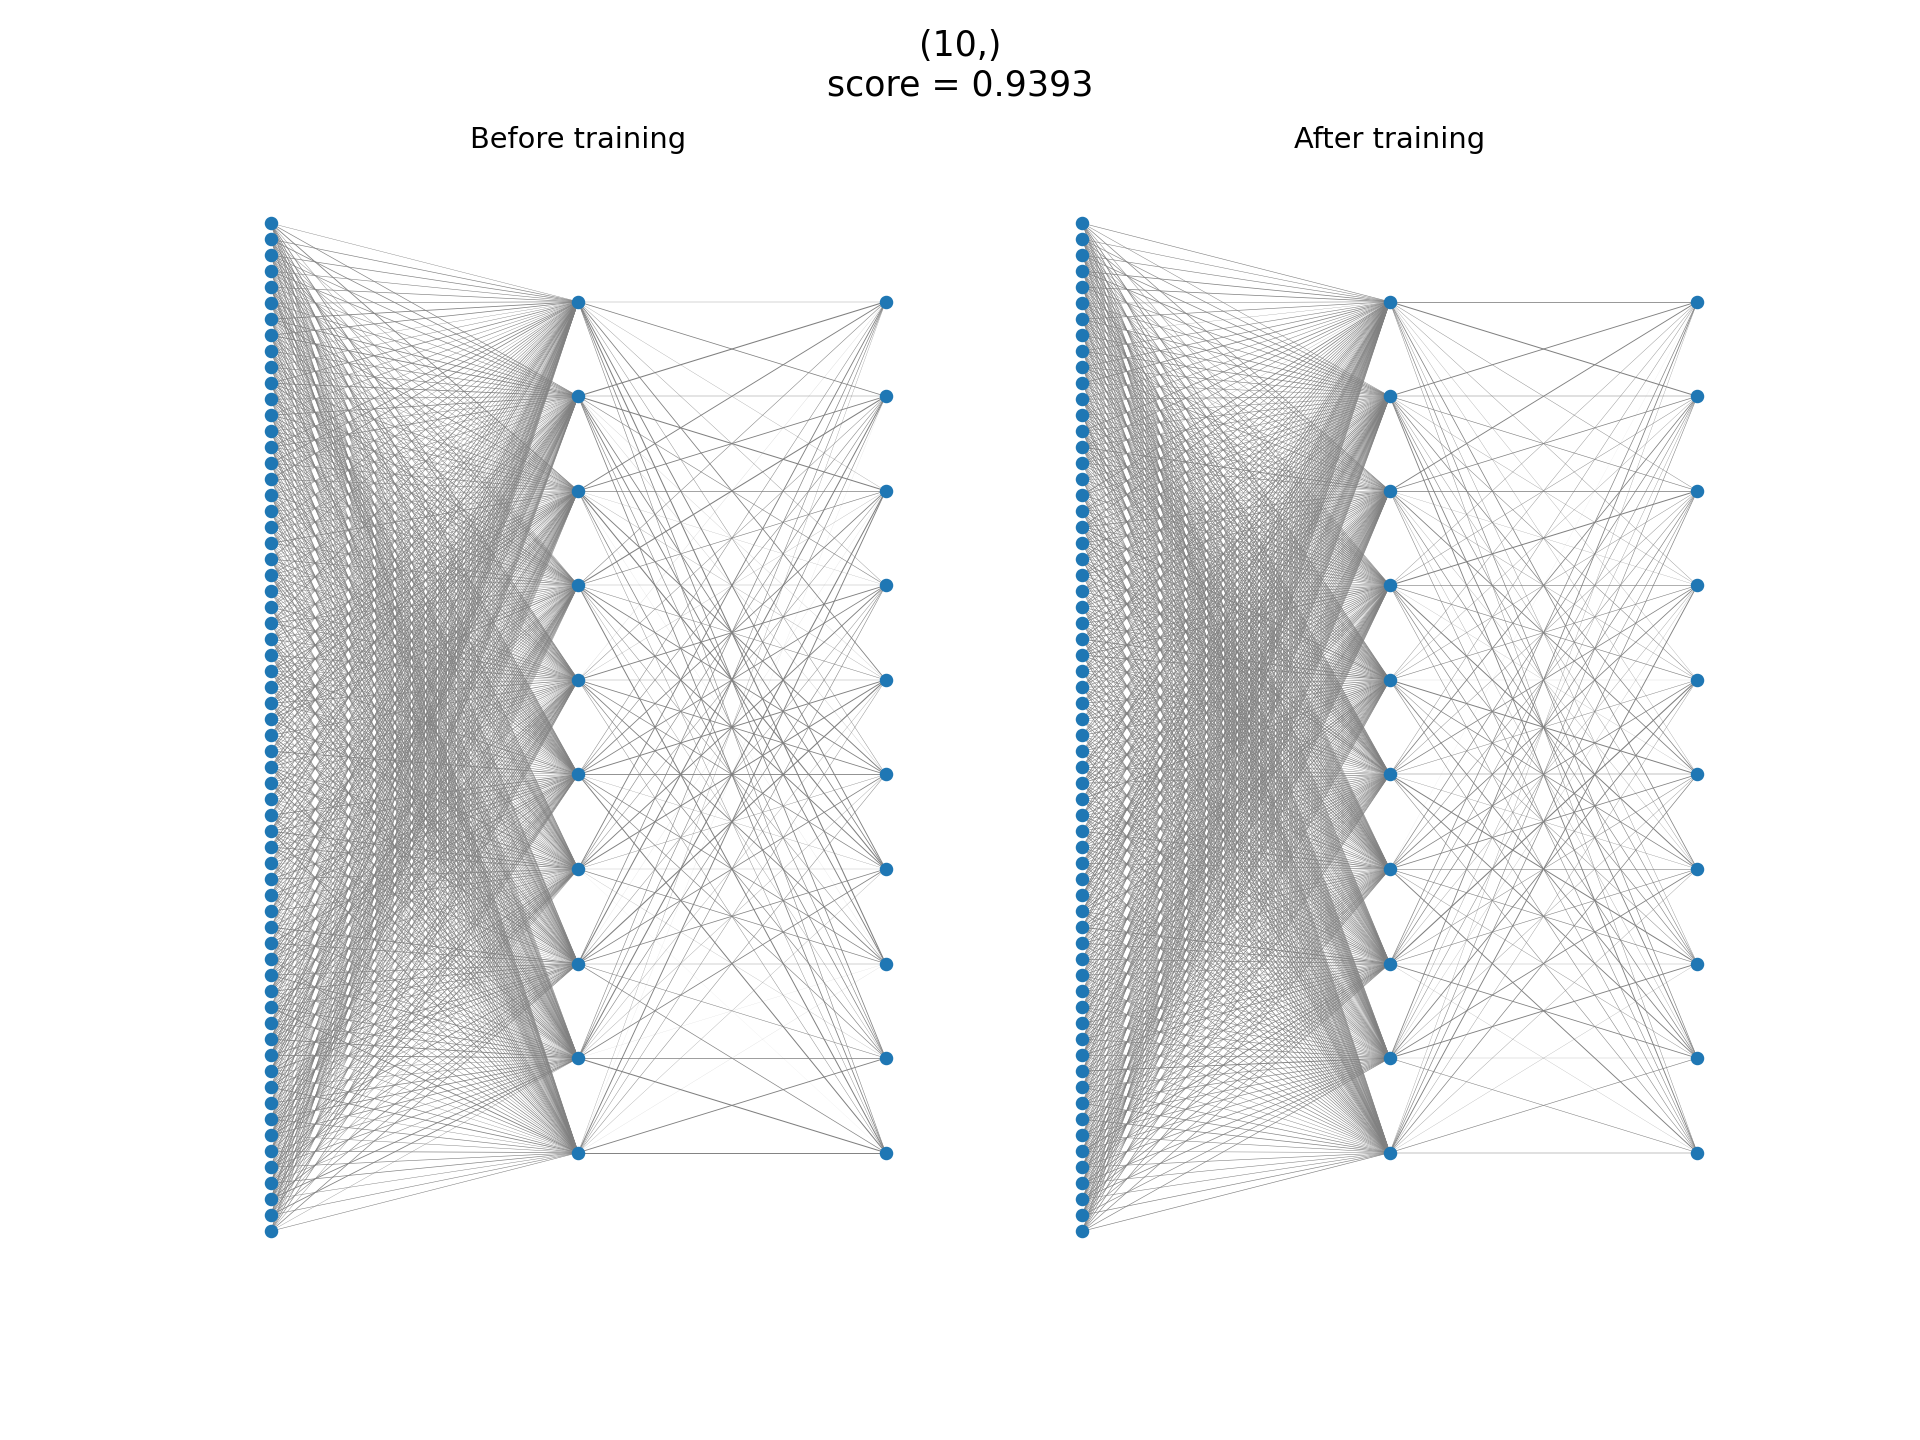 (10,)
score = 0.9393
Before training
After training